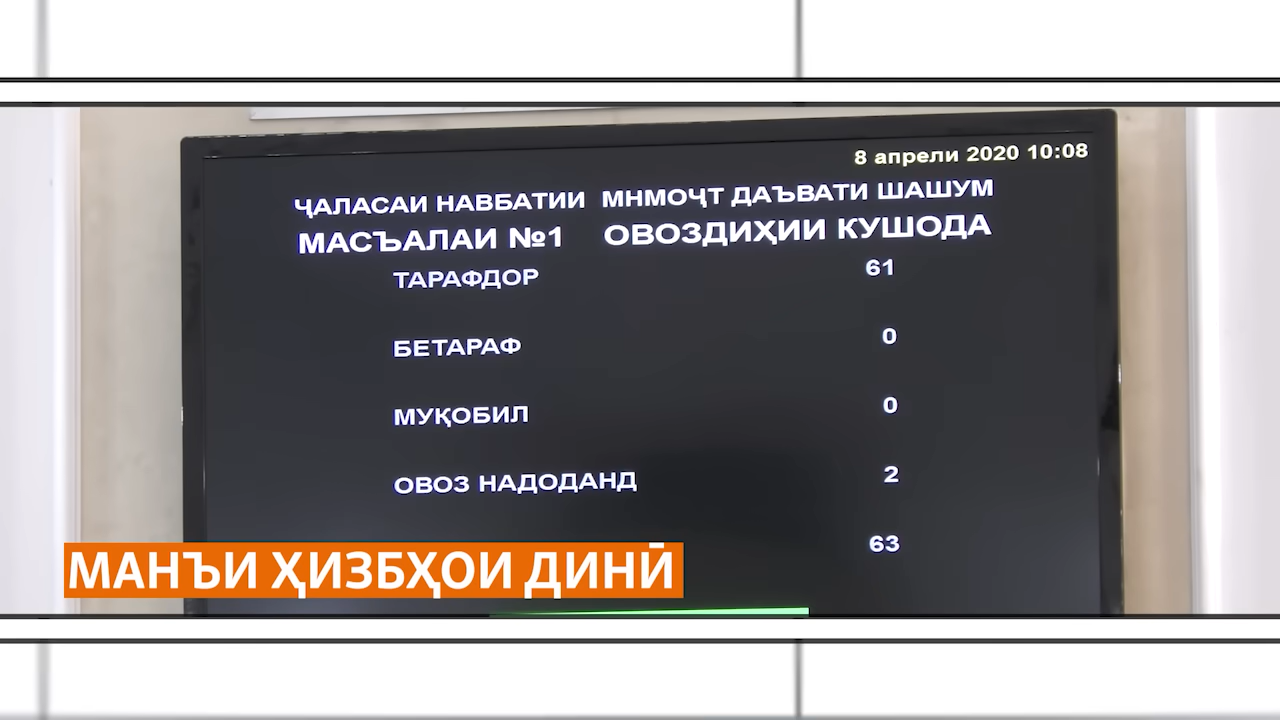 8 апрели 2020 10:08
ҶАЛАСАИ НАВБАТИИ МНМОҶТ ДАЪВАТИ ШАШУМ
МАСЪАЛАИ №1 ОВОЗДИҲИИ КУШОДА
ТАРАФДОР 61
БЕТАРАФ 0
МУҚОБИЛ 0
ОВОЗ НАДОДАНД 2
63
МАНЪИ ҲИЗБҲОИ ДИНӢ